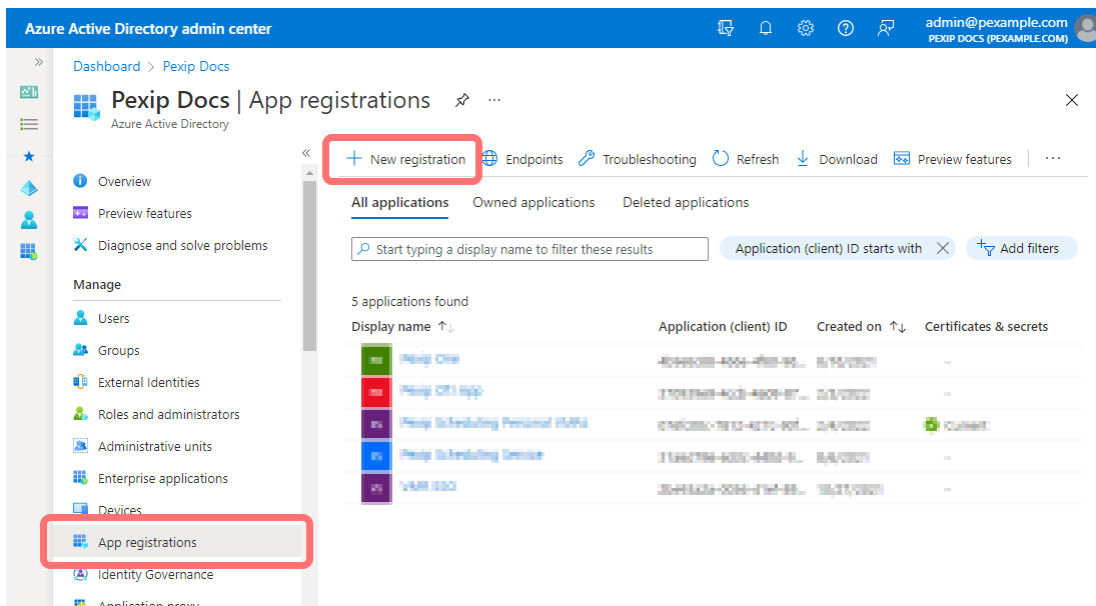 Azure Active Directory admin center
admin@pexample.com
PEXIP DOCS (PEXAMPLE.COM)
Dashboard > Pexip Docs
Pexip Docs | App registrations
Azure Active Directory
New registration
Endpoints
Troubleshooting
Refresh
Download
Preview features
Overview
Preview features
Diagnose and solve problems
Manage
Users
Groups
External Identities
Roles and administrators
Administrative units
Enterprise applications
Devices
App registrations
Identity Governance
Application proxy
All applications
Owned applications
Deleted applications
Start typing a display name to filter these results
Application (client) ID starts with
Add filters
5 applications found
Display name
Application (client) ID
Created on
Certificates & secrets